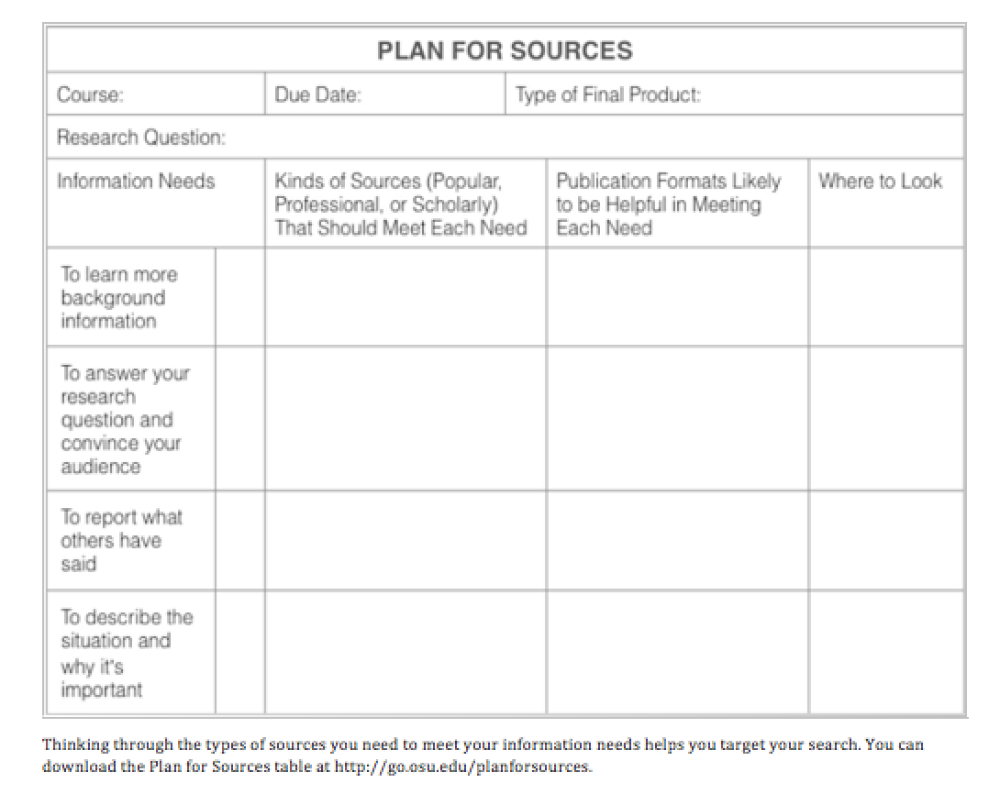 PLAN FOR SOURCES
Course:
Due Date:
Type of Final Product:
Research Question:
Information Needs
Kinds of Sources (Popular,
Professional, or Scholarly)
That Should Meet Each Need
Publication Formats Likely
to be Helpful in Meeting
Each Need
Where to Look
To learn more
background
information
To answer your
research
question and
convince your
audience
To report what
others have
said
To describe the
situation and
why it's
important
Thinking through the types of sources you need to meet your information needs helps you target your search. You can
download the Plan for Sources table at http://go.osu.edu/planforsources.